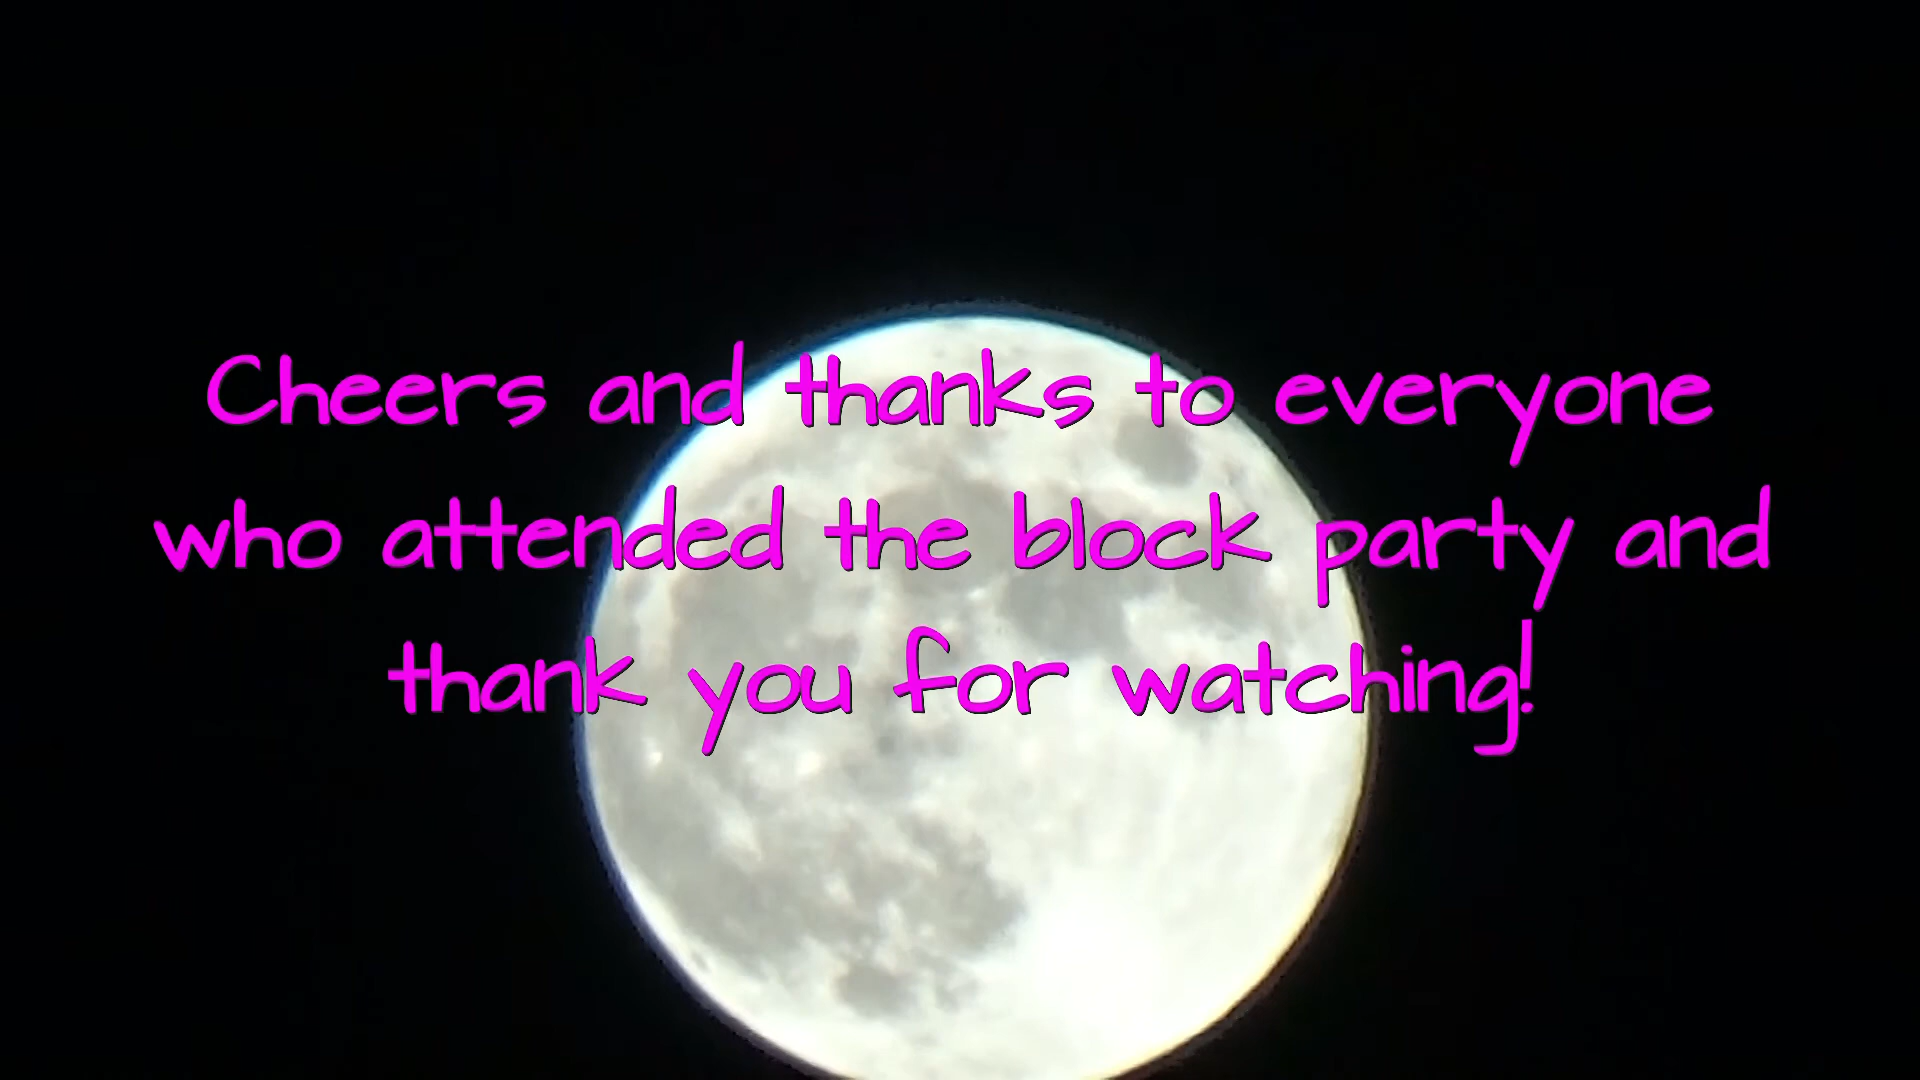 Cheers and thanks to everyone
who attended the block party and
thank you for watching!